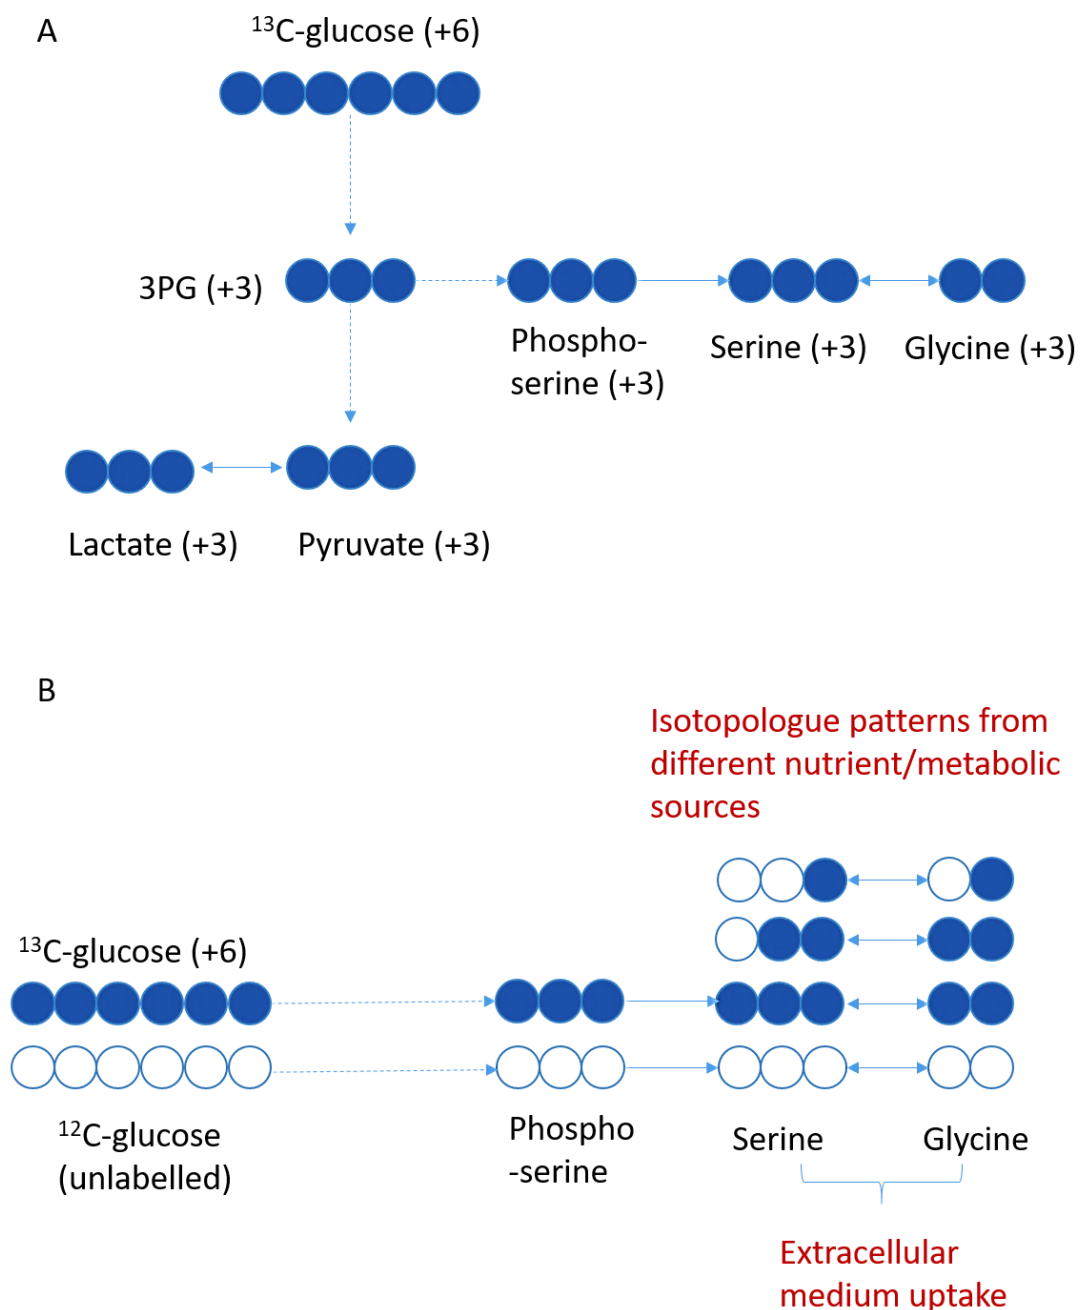 A
¹³C-glucose (+6)
3PG (+3)
Phospho-
serine (+3)
Serine (+3)
Glycine (+3)
Lactate (+3)
Pyruvate (+3)
B
Isotopologue patterns from
different nutrient/metabolic
sources
¹³C-glucose (+6)
¹²C-glucose
(unlabelled)
Phospho
-serine
Serine
Glycine
Extracellular
medium uptake